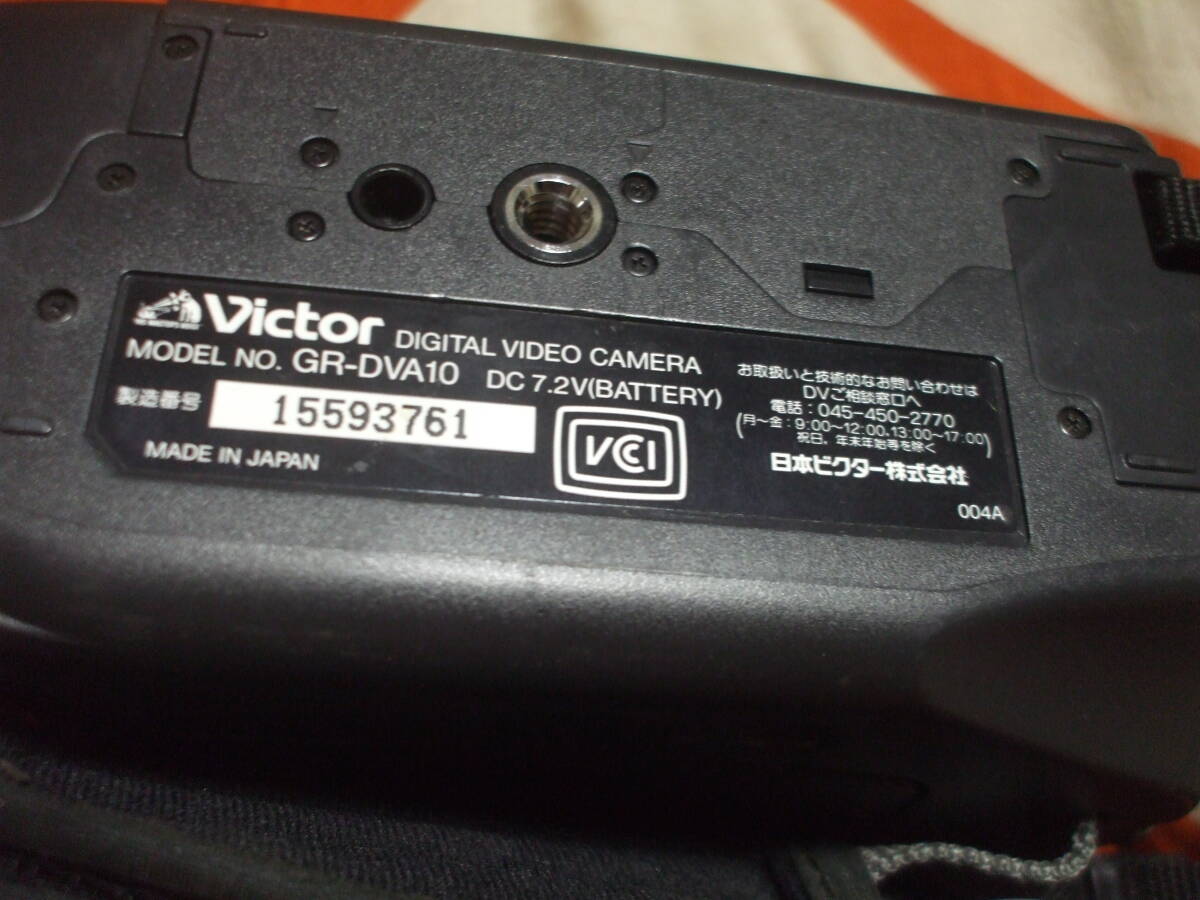 Victor DIGITAL VIDEO CAMERA
MODEL NO. GR-DVA10 DC 7.2V(BATTERY)
製造番号 15593761
MADE IN JAPAN
VCCI
お取扱いと技術的なお問い合わせは
DVご相談窓口へ
電話:045-450-2770
(月~金:9:00~12:00.13:00~17:00)
祝日,年末年始等を除く
日本ビクター株式会社
004A